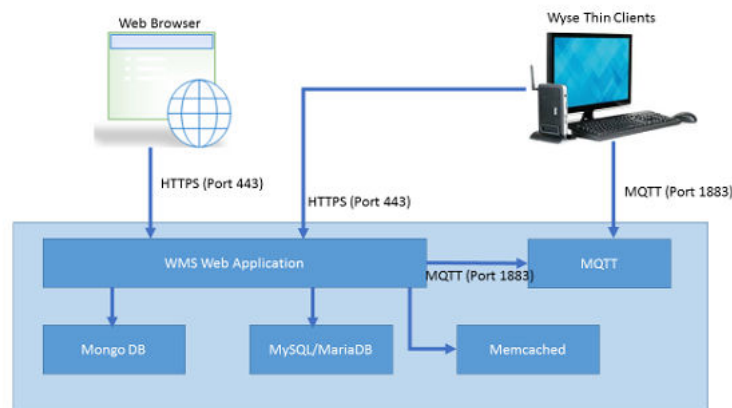 Web Browser
Wyse Thin Clients
HTTPS (Port 443)
HTTPS (Port 443)
MQTT (Port 1883)
WMS Web Application
MQTT (Port 1883)
MQTT
Mongo DB
MySQL/MariaDB
Memcached